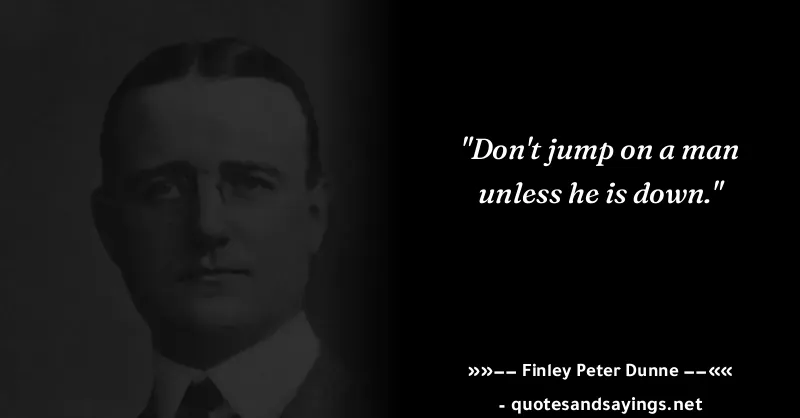 "Don't jump on a man
unless he is down."
»»–– Finley Peter Dunne ––««
- quotesandsayings.net